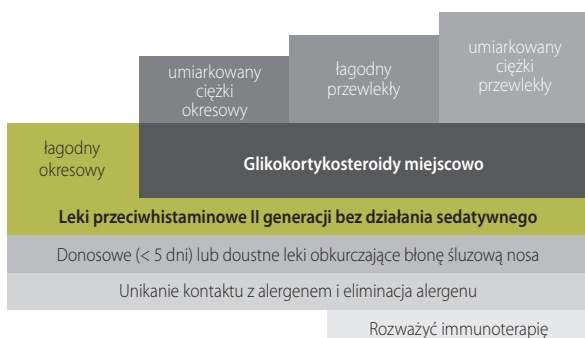 umiarkowany
ciężki
przewlekły
łagodny
przewlekły
umiarkowany
ciężki
okresowy
łagodny
okresowy
Glikokortykosteroidy miejscowo
Leki przeciwhistaminowe II generacji bez działania sedatywnego
Donosowe (< 5 dni) lub doustne leki obkurczające błonę śluzową nosa
Unikanie kontaktu z alergenem i eliminacja alergenu
Rozważyć immunoterapię